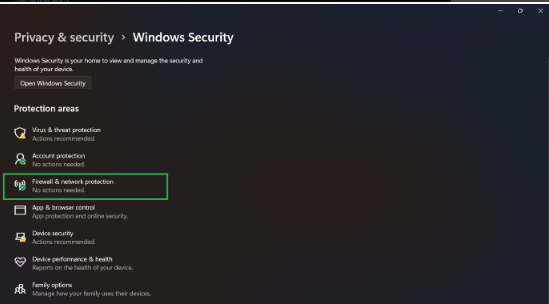 Privacy & security > Windows Security
Windows Security is your home to view and manage the security and
health of your device.
Open Windows Security
Protection areas
Virus & threat protection
Actions recommended.
Account protection
No actions needed.
Firewall & network protection
No actions needed.
App & browser control
App protection and online security.
Device security
Actions recommended.
Device performance & health
Reports on the health of your device.
Family options
Manage how your family uses their devices.